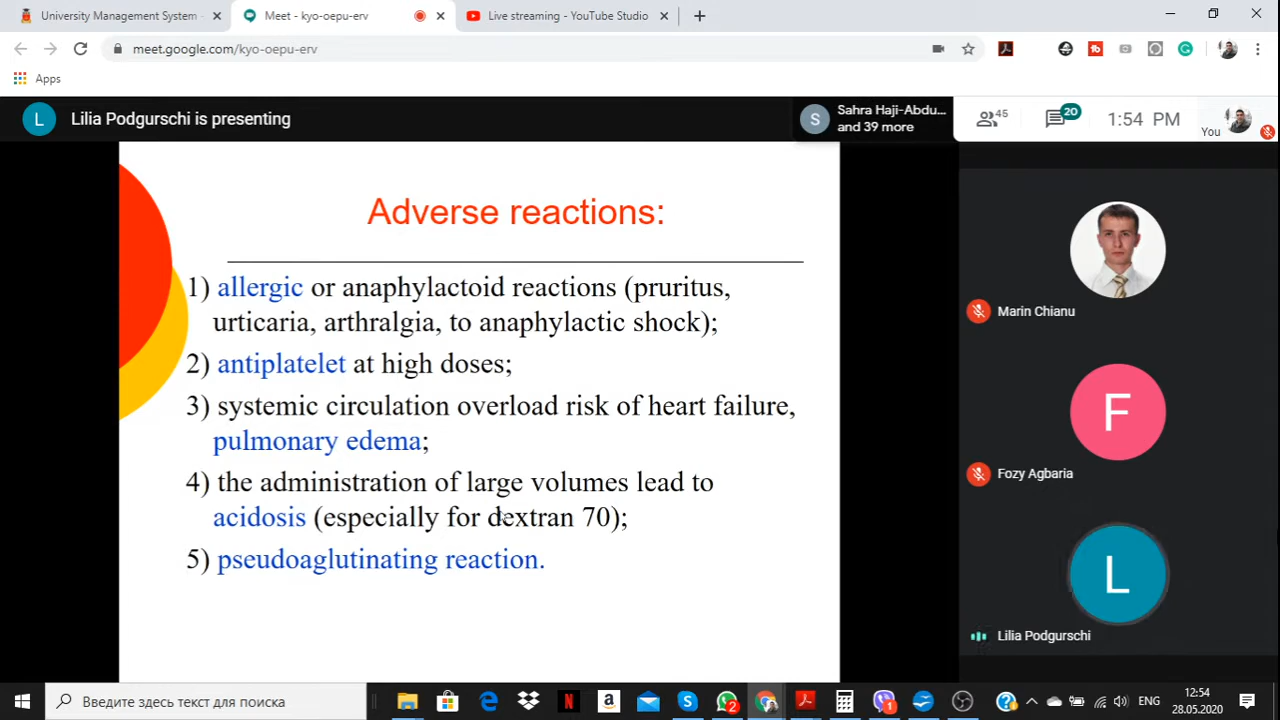 University Management System -
Meet - kyo-oepu-erv
Live streaming - YouTube Studio
meet.google.com/kyo-oepu-erv
Apps
L
Lilia Podgurschi is presenting
S
Sahra Haji-Abdu...
and 39 more
45
20
1:54 PM
You
Adverse reactions:
1) allergic or anaphylactoid reactions (pruritus,
urticaria, arthralgia, to anaphylactic shock);
2) antiplatelet at high doses;
3) systemic circulation overload risk of heart failure,
pulmonary edema;
4) the administration of large volumes lead to
acidosis (especially for dextran 70);
5) pseudoaglutinating reaction.
Marin Chianu
F
Fozy Agbaria
L
Lilia Podgurschi
Введите здесь текст для поиска
2
1
ENG
12:54
28.05.2020